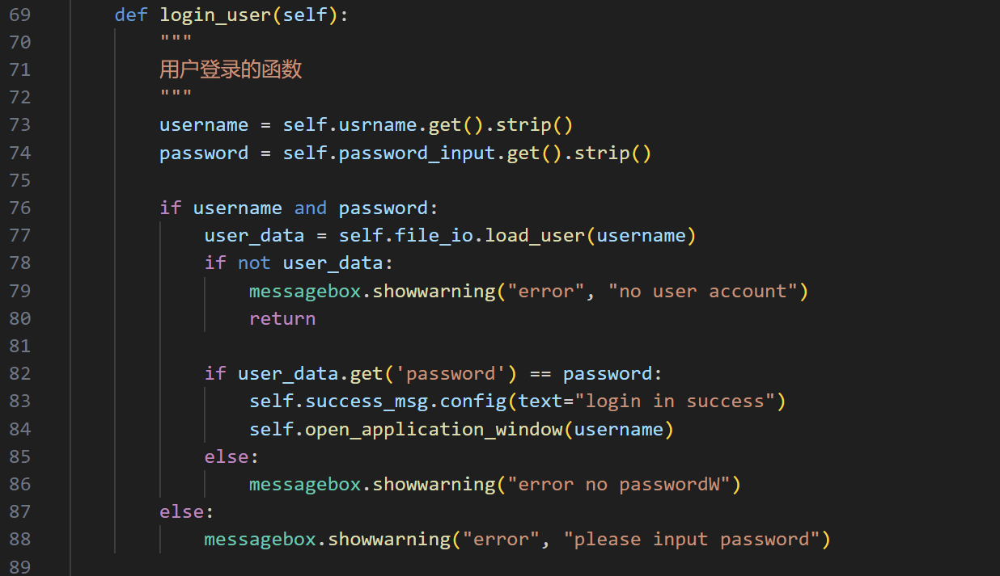 69 def login_user(self):
70 """
71 用户登录的函数
72 """
73 username = self.usrname.get().strip()
74 password = self.password_input.get().strip()
75
76 if username and password:
77 user_data = self.file_io.load_user(username)
78 if not user_data:
79 messagebox.showwarning("error", "no user account")
80 return
81
82 if user_data.get('password') == password:
83 self.success_msg.config(text="login in success")
84 self.open_application_window(username)
85 else:
86 messagebox.showwarning("error no passwordW")
87 else:
88 messagebox.showwarning("error", "please input password")
89